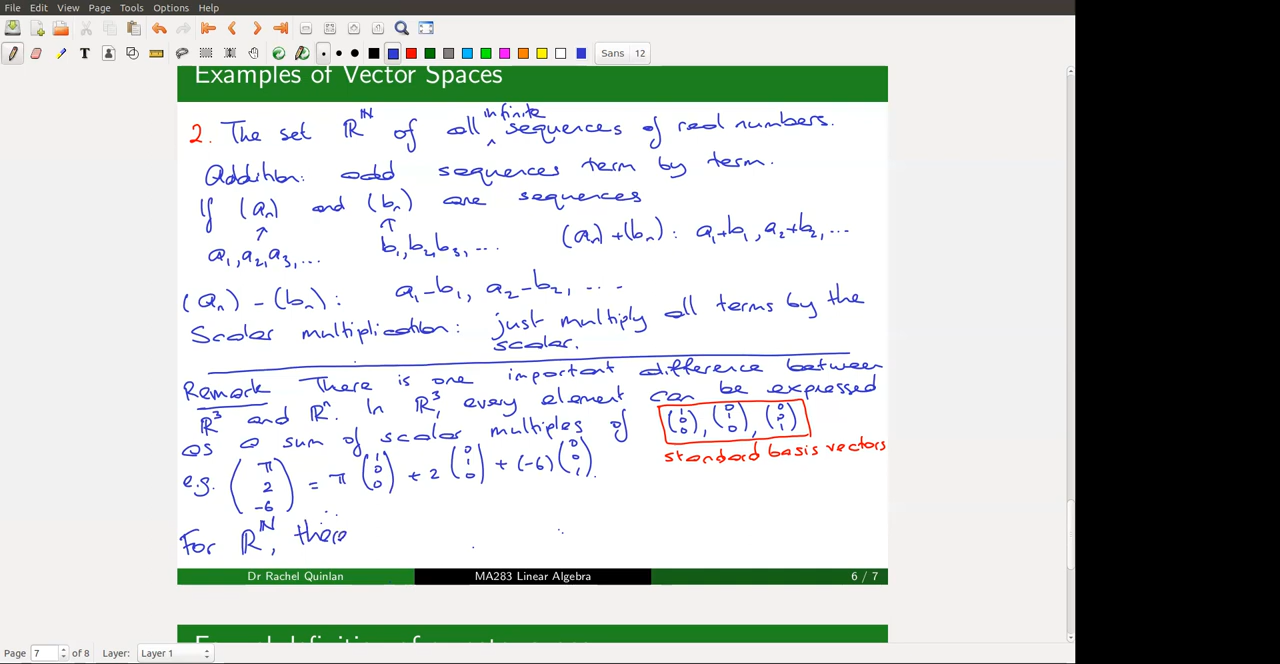 File Edit View Page Tools Options Help
Sans 12
Examples of Vector Spaces
2. The set ℝ^ℕ of all infinite sequences of real numbers.
Addition: add sequences term by term.
If (aₙ) and (bₙ) are sequences
↑ ↑
a₁, a₂, a₃, ... b₁, b₂, b₃, ... (aₙ)+(bₙ): a₁+b₁, a₂+b₂, ...
(aₙ) - (bₙ): a₁-b₁, a₂-b₂, ...
Scalar multiplication: just multiply all terms by the
scalar.
Remark There is one important difference between
ℝ³ and ℝⁿ. In ℝ³, every element can be expressed
as a sum of scalar multiples of (1 0 0), (0 1 0), (0 0 1)
standard basis vectors
e.g. (π 2 -6) = π (1 0 0) + 2 (0 1 0) + (-6) (0 0 1).
For ℝ^ℕ, there
Dr Rachel Quinlan MA283 Linear Algebra 6 / 7
Page 7 of 8 Layer: Layer 1